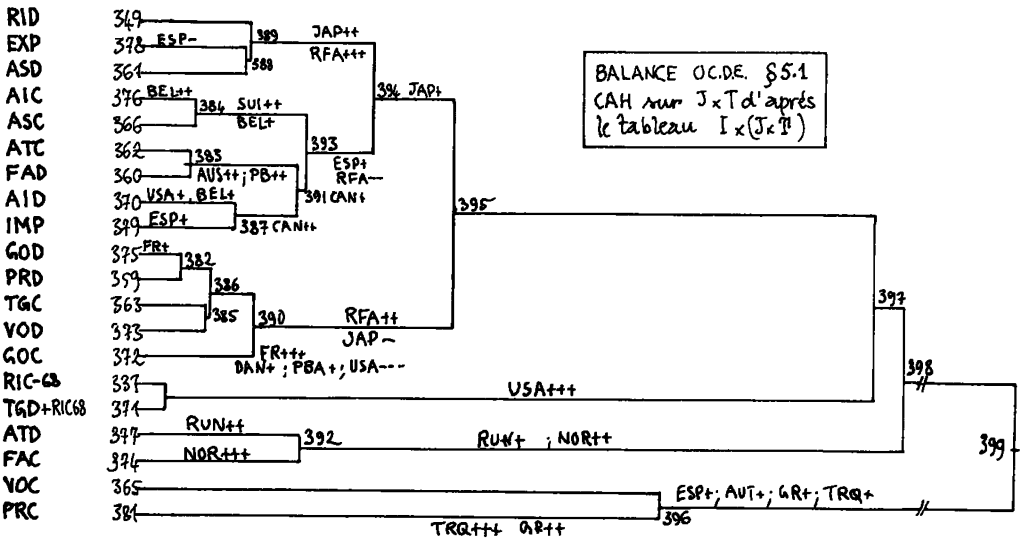 RID 349
389 JAP++
EXP 378 ESP-
RFA+++
588
ASD 361
BALANCE O.C.D.E. §5.1
CAH sur J×T d'aprés
le tableau I×(J×T)
AIC 376 BEL++
384 SUI++
BEL+
394 JAP+
ASC 366
ATC 362
383
393
ESP+
RFA--
FAD 360
AUS++ ; PB++
391 CAN+
AID 370 USA+, BEL+
IMP 379 ESP+
387 CAN++
395
GOD 375 FR+
382
PRD 359
386
TGC 363
385
390 RFA++
JAP-
VOD 373
GOC 372
FR+++
DAN+ ; PBA+ ; USA---
397
RIC-68 337
398
USA+++
TGD+RIC68 371
ATD 377 RUN++
392
RUN+ ; NOR++
FAC 374 NOR+++
399
VOC 365
ESP+ ; AUT+ ; GR+ ; TRQ+
PRC 381
396
TRQ+++ GR++